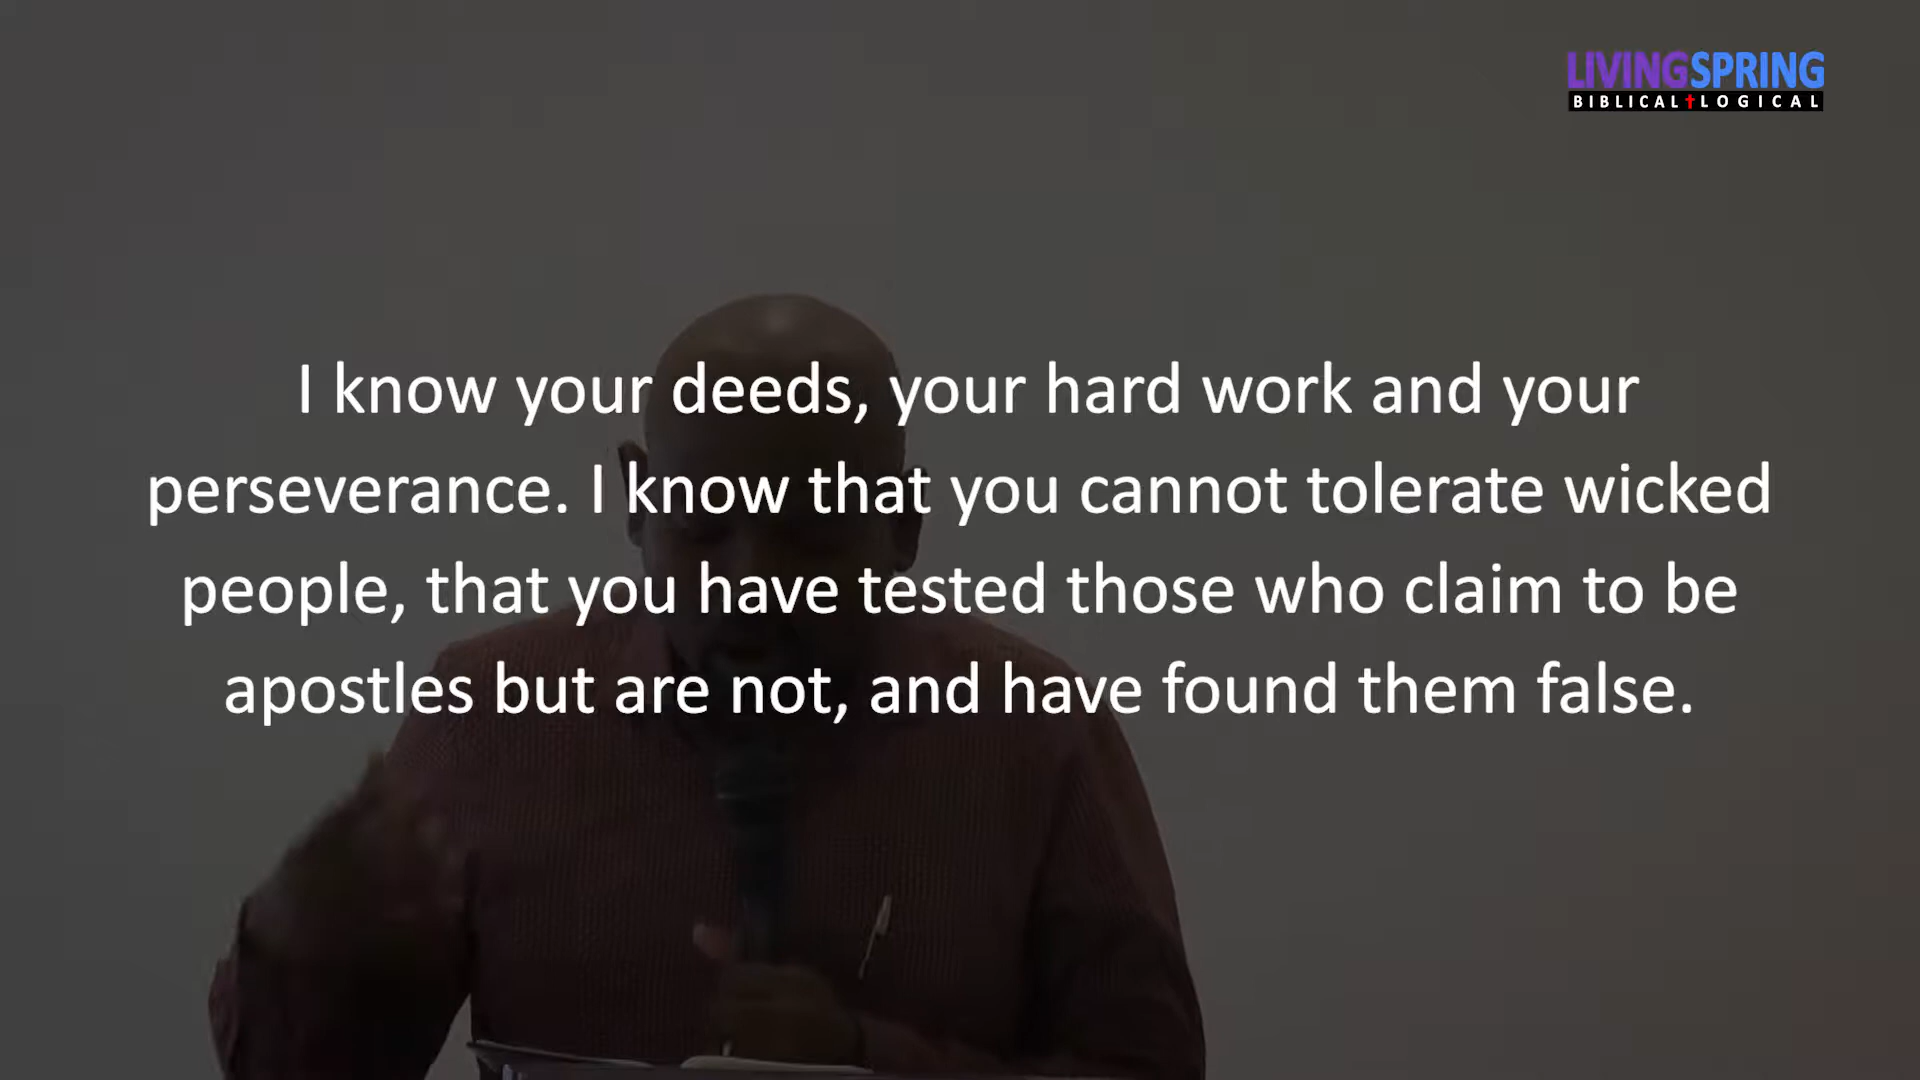 LIVINGSPRING
BIBLICAL LOGICAL
I know your deeds, your hard work and your
perseverance. I know that you cannot tolerate wicked
people, that you have tested those who claim to be
apostles but are not, and have found them false.